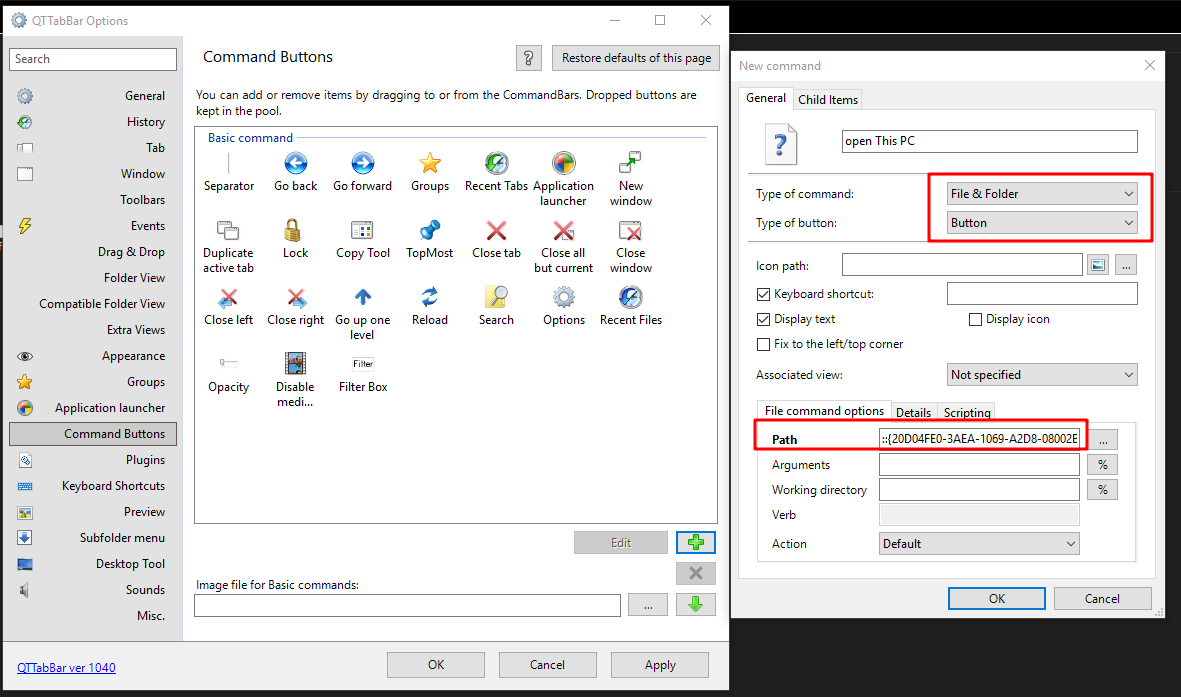 QTTabBar Options
Search
General
History
Tab
Window
Toolbars
Events
Drag & Drop
Folder View
Compatible Folder View
Extra Views
Appearance
Groups
Application launcher
Command Buttons
Plugins
Keyboard Shortcuts
Preview
Subfolder menu
Desktop Tool
Sounds
Misc.
QTTabBar ver 1040
Command Buttons
?
Restore defaults of this page
You can add or remove items by dragging to or from the CommandBars. Dropped buttons are
kept in the pool.
Basic command
Separator
Go back
Go forward
Groups
Recent Tabs
Application
launcher
New
window
Duplicate
active tab
Lock
Copy Tool
TopMost
Close tab
Close all
but current
Close
window
Close left
Close right
Go up one
level
Reload
Search
Options
Recent Files
Opacity
Disable
medi...
Filter
Filter Box
Edit
Image file for Basic commands:
...
OK
Cancel
Apply
New command
General
Child Items
?
open This PC
Type of command:
File & Folder
Type of button:
Button
Icon path:
...
Keyboard shortcut:
Display text
Display icon
Fix to the left/top corner
Associated view:
Not specified
File command options
Details
Scripting
Path
::{20D04FE0-3AEA-1069-A2D8-08002B
...
Arguments
%
Working directory
%
Verb
Action
Default
OK
Cancel